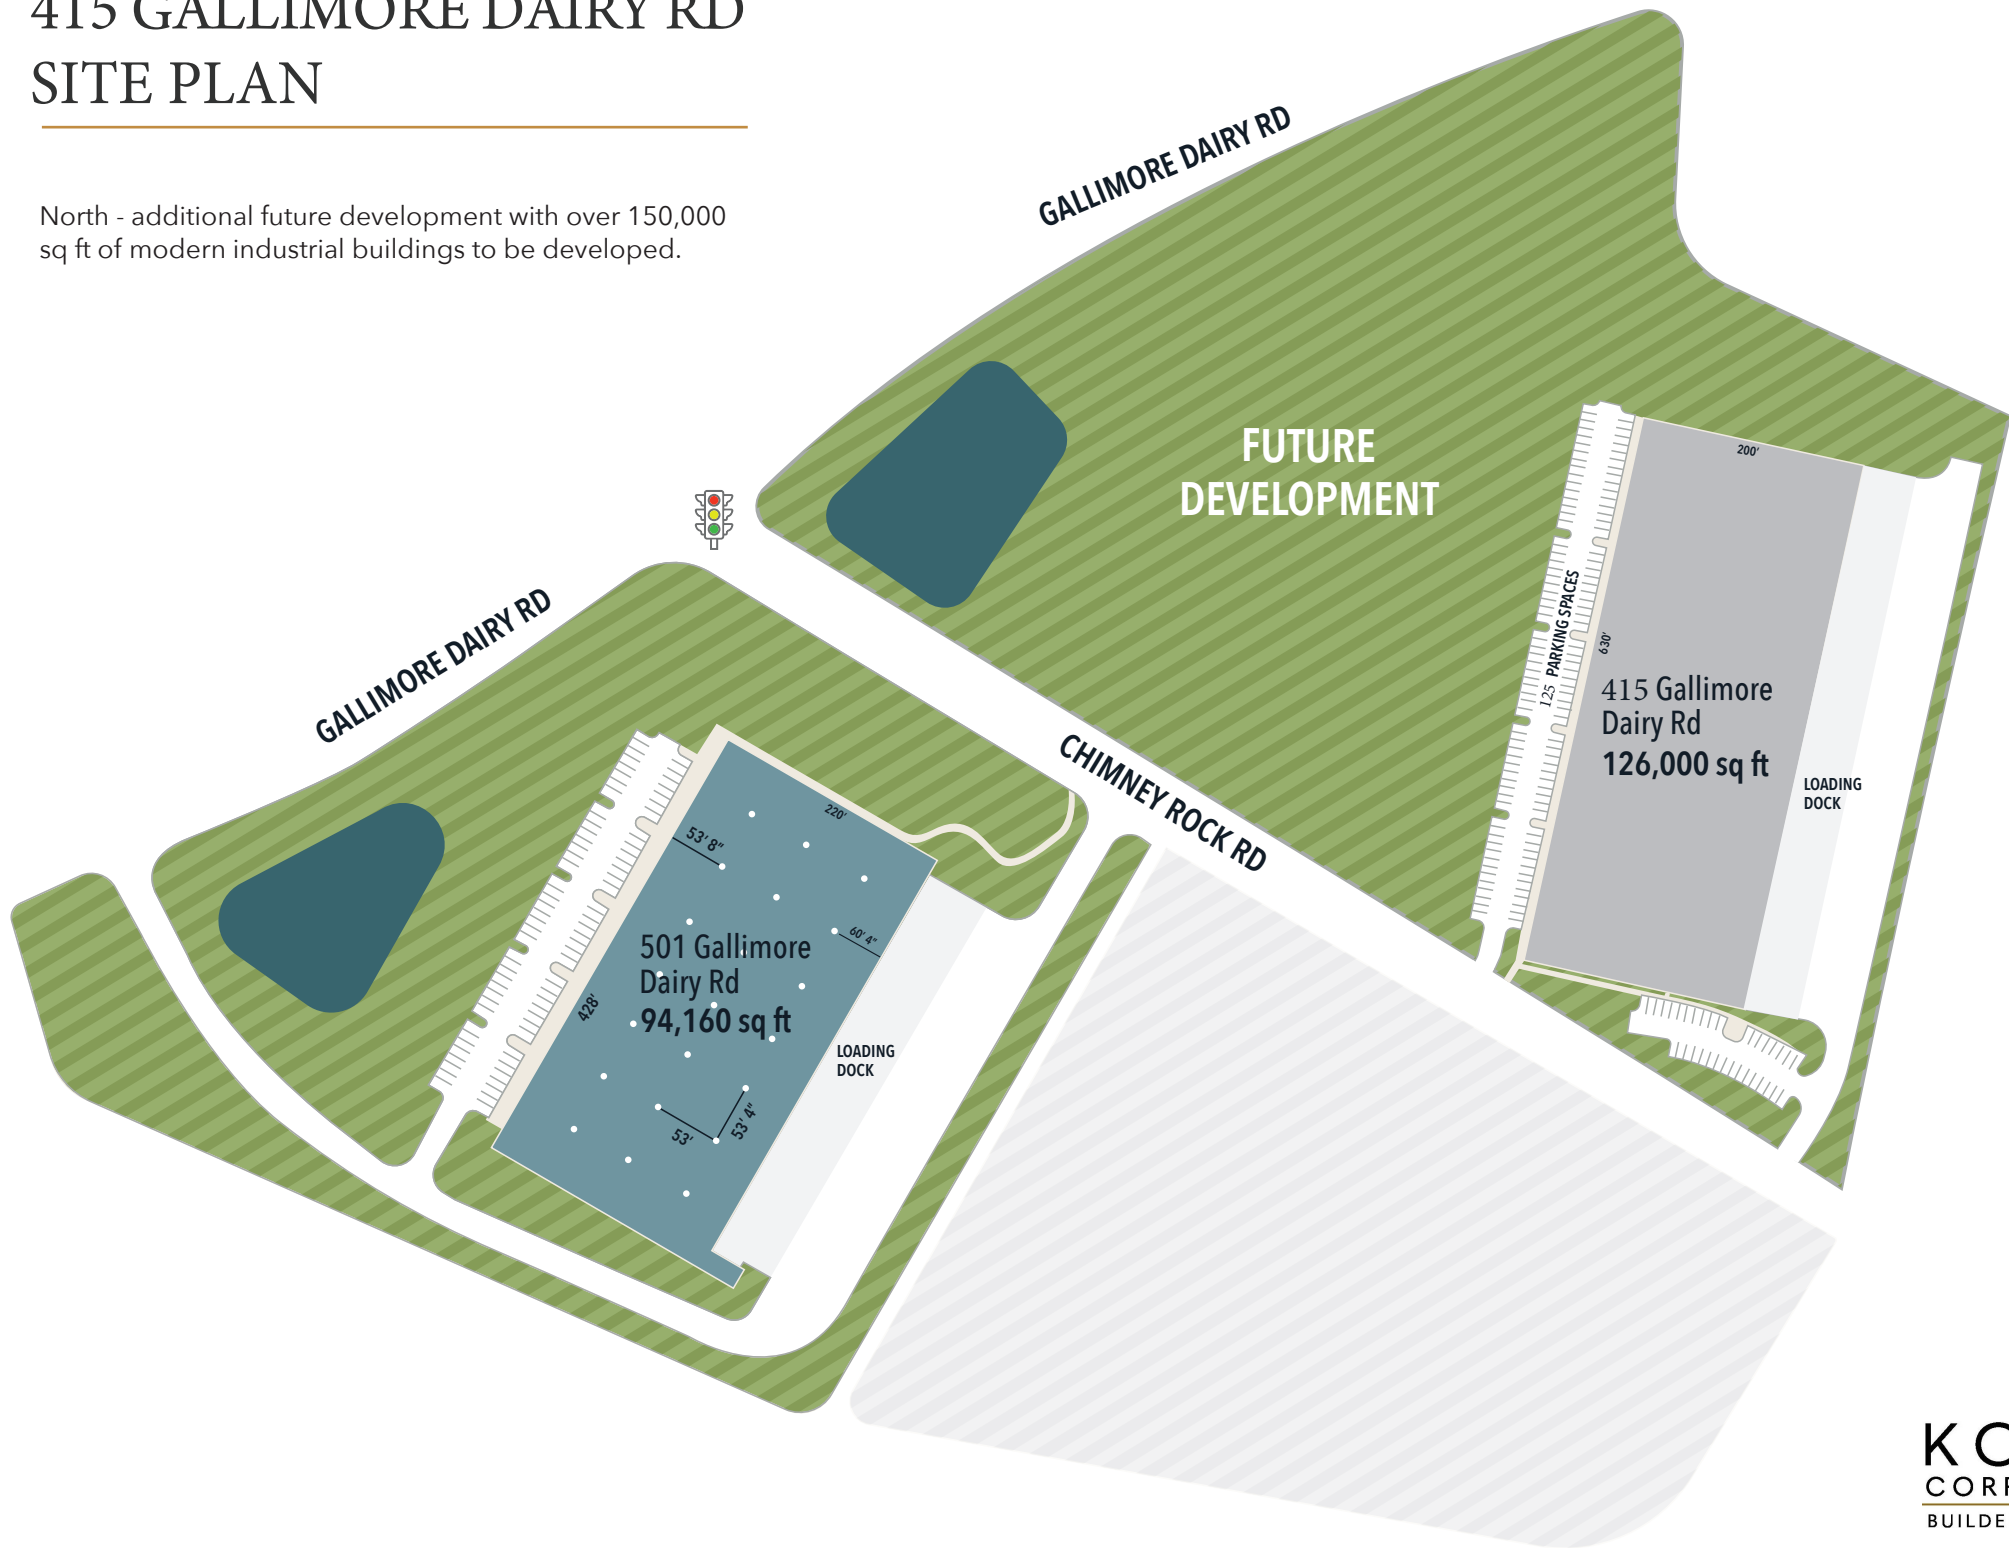 415 GALLIMORE DAIRY RD
SITE PLAN
North - additional future development with over 150,000
sq ft of modern industrial buildings to be developed.
GALLIMORE DAIRY RD
FUTURE
DEVELOPMENT
200'
125 PARKING SPACES
630'
415 Gallimore
Dairy Rd
126,000 sq ft
LOADING
DOCK
GALLIMORE DAIRY RD
CHIMNEY ROCK RD
220'
53' 8"
60' 4"
501 Gallimore
Dairy Rd
94,160 sq ft
428'
LOADING
DOCK
53'
53' 4"